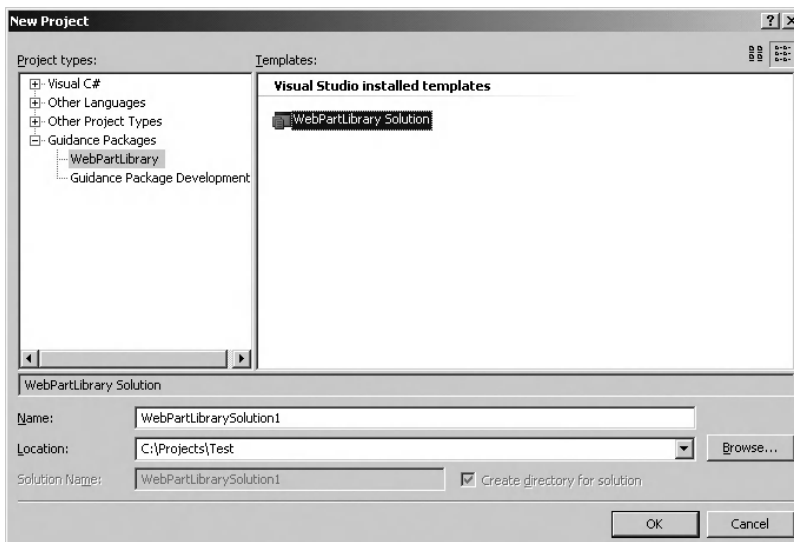 New Project
Project types:
Templates:
Visual C#
Other Languages
Other Project Types
Guidance Packages
WebPartLibrary
Guidance Package Development
Visual Studio installed templates
WebPartLibrary Solution
WebPartLibrary Solution
Name:
WebPartLibrarySolution1
Location:
C:\Projects\Test
Browse...
Solution Name:
WebPartLibrarySolution1
Create directory for solution
OK
Cancel